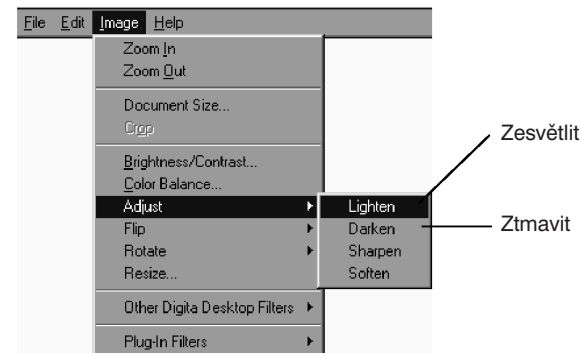 File Edit Image Help
Zoom In
Zoom Out
Document Size...
Crop
Brightness/Contrast...
Color Balance...
Adjust
Flip
Rotate
Resize...
Other Digita Desktop Filters
Plug-In Filters
Lighten
Darken
Sharpen
Soften
Zesvětlit
Ztmavit